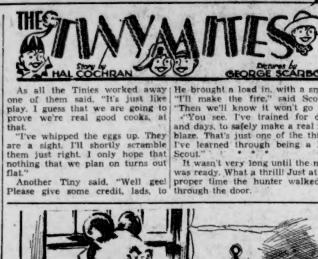 THE TINYMITES
Story by
HAL COCHRAN
Pictures by
GEORGE SCARBO
As all the Tinies worked away
one of them said, "It's just like
play. I guess that we are going to
prove we're real good cooks, at
that.
"I've whipped the eggs up. They
are a sight. I'll shortly scramble
them just right. I only hope that
nothing that we plan on turns out
flat."
Another Tiny said, "Well gee!
Please give some credit, lads, to
He brought a load in, with a
"I'll make the fire," said
"Then we'll know it won't go
"You see, I've trained for
and days, to safely make a real
blaze. That's just one of the
I've learned through being a
Scout."
It wasn't very long until the
was ready. What a thrill! Just at
proper time the hunter walked
through the door.